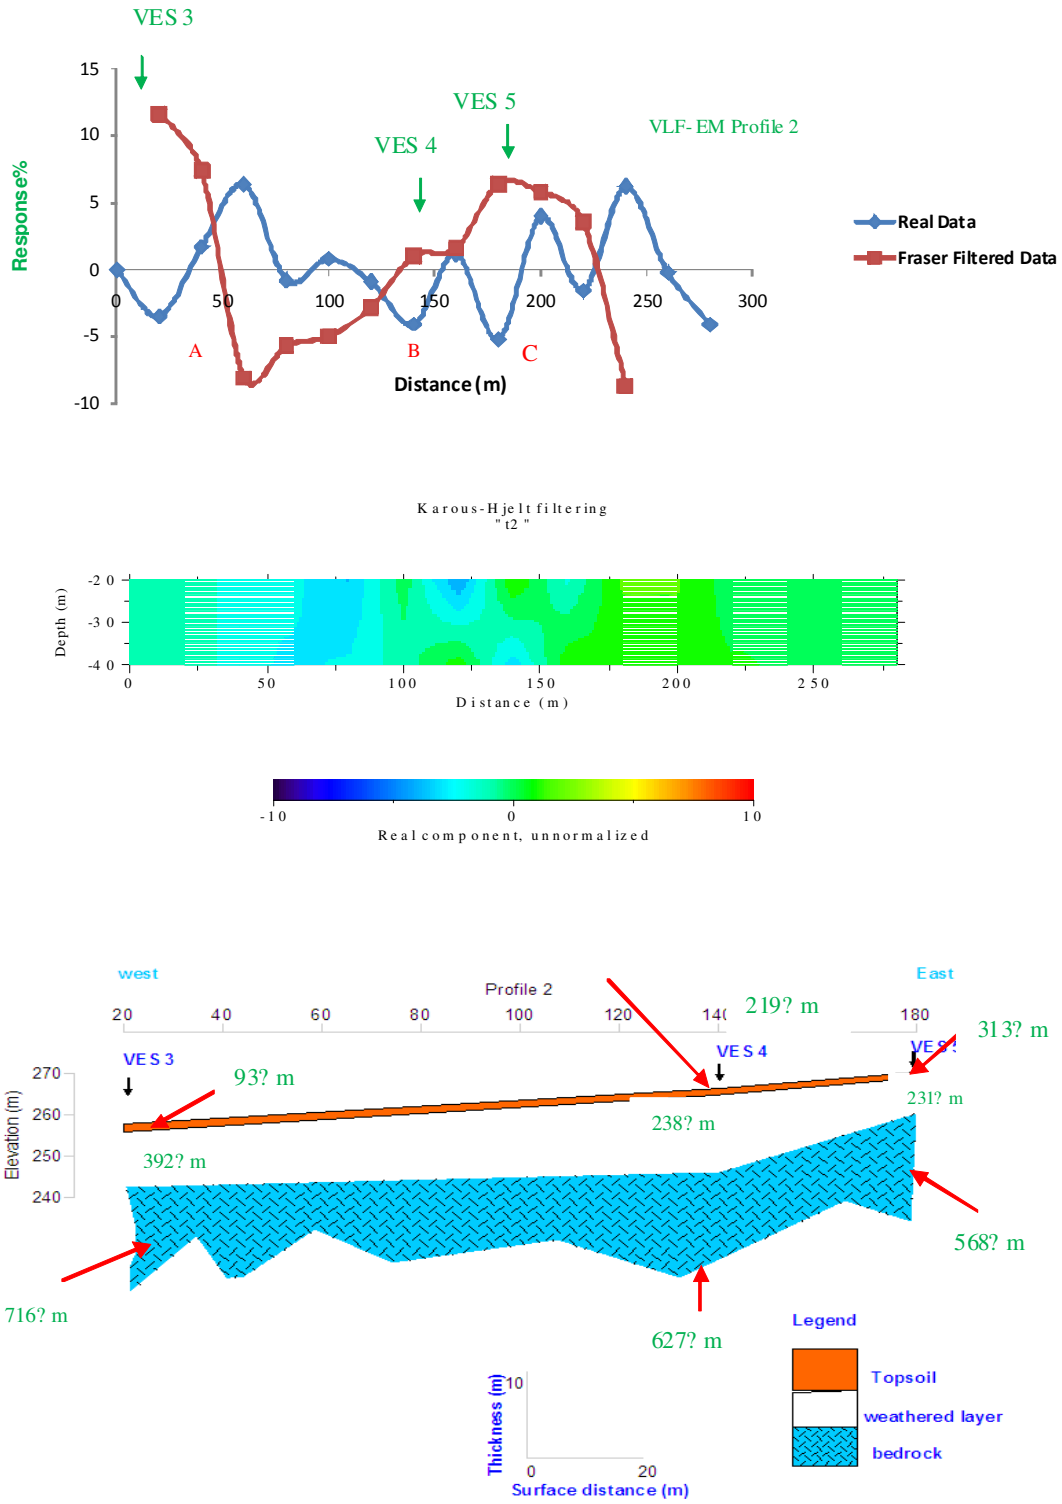 VES 3
15
VES 5
10
VLF-EM Profile 2
VES 4
Response%
5
Real Data
Fraser Filtered Data
0
0 50 100 150 200 250 300
-5
A B C
Distance (m)
-10
Karous-Hjelt filtering
"t2"
-20
Depth (m)
-30
-40
0 50 100 150 200 250
Distance (m)
-10 0 10
Real component, unnormalized
west East
Profile 2
219? m
20 40 60 80 100 120 140 180
313? m
VES 3 VES 4 VES
270
93? m
Elevation (m)
260
231? m
238? m
250
392? m
240
568? m
716? m
627? m
Legend
Topsoil
weathered layer
bedrock
Thickness (m)
10
0 20
Surface distance (m)